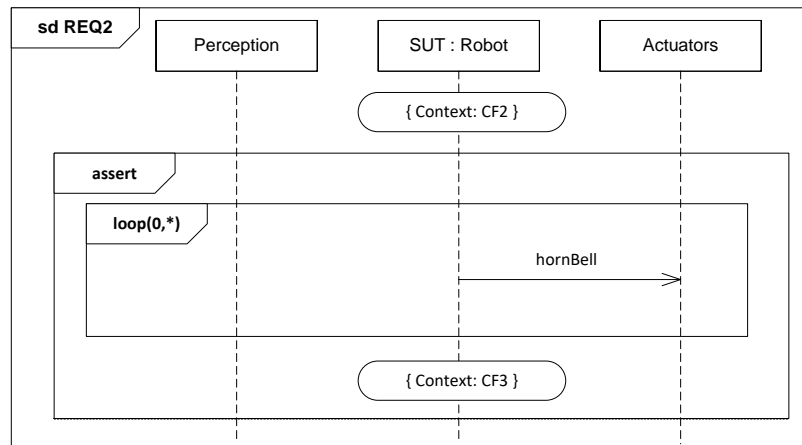 sd REQ2
Perception
SUT : Robot
Actuators
{ Context: CF2 }
assert
loop(0,*)
hornBell
{ Context: CF3 }